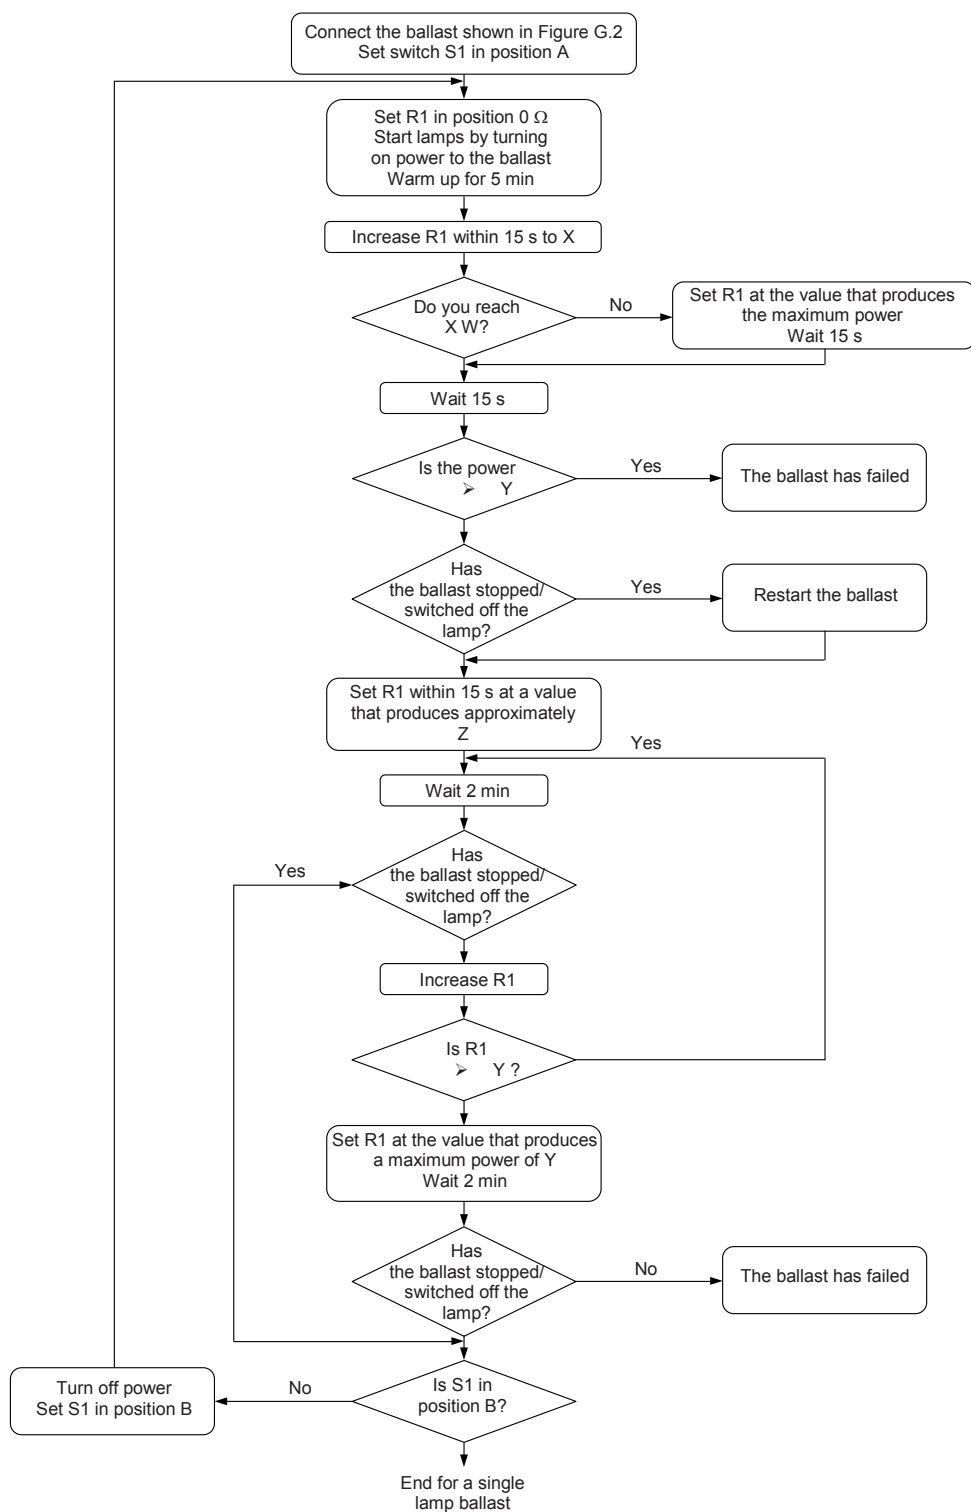 Connect the ballast shown in Figure G.2
Set switch S1 in position A
Set R1 in position 0 Ω
Start lamps by turning
on power to the ballast
Warm up for 5 min
Increase R1 within 15 s to X
Do you reach
X W?
No
Set R1 at the value that produces
the maximum power
Wait 15 s
Wait 15 s
Is the power
➢ Y
Yes
The ballast has failed
Has
the ballast stopped/
switched off the
lamp?
Yes
Restart the ballast
Set R1 within 15 s at a value
that produces approximately
Z
Yes
Wait 2 min
Has
the ballast stopped/
switched off the
lamp?
Yes
Increase R1
Is R1
➢ Y ?
Set R1 at the value that produces
a maximum power of Y
Wait 2 min
Has
the ballast stopped/
switched off the
lamp?
No
The ballast has failed
Is S1 in
position B?
No
Turn off power
Set S1 in position B
End for a single
lamp ballast